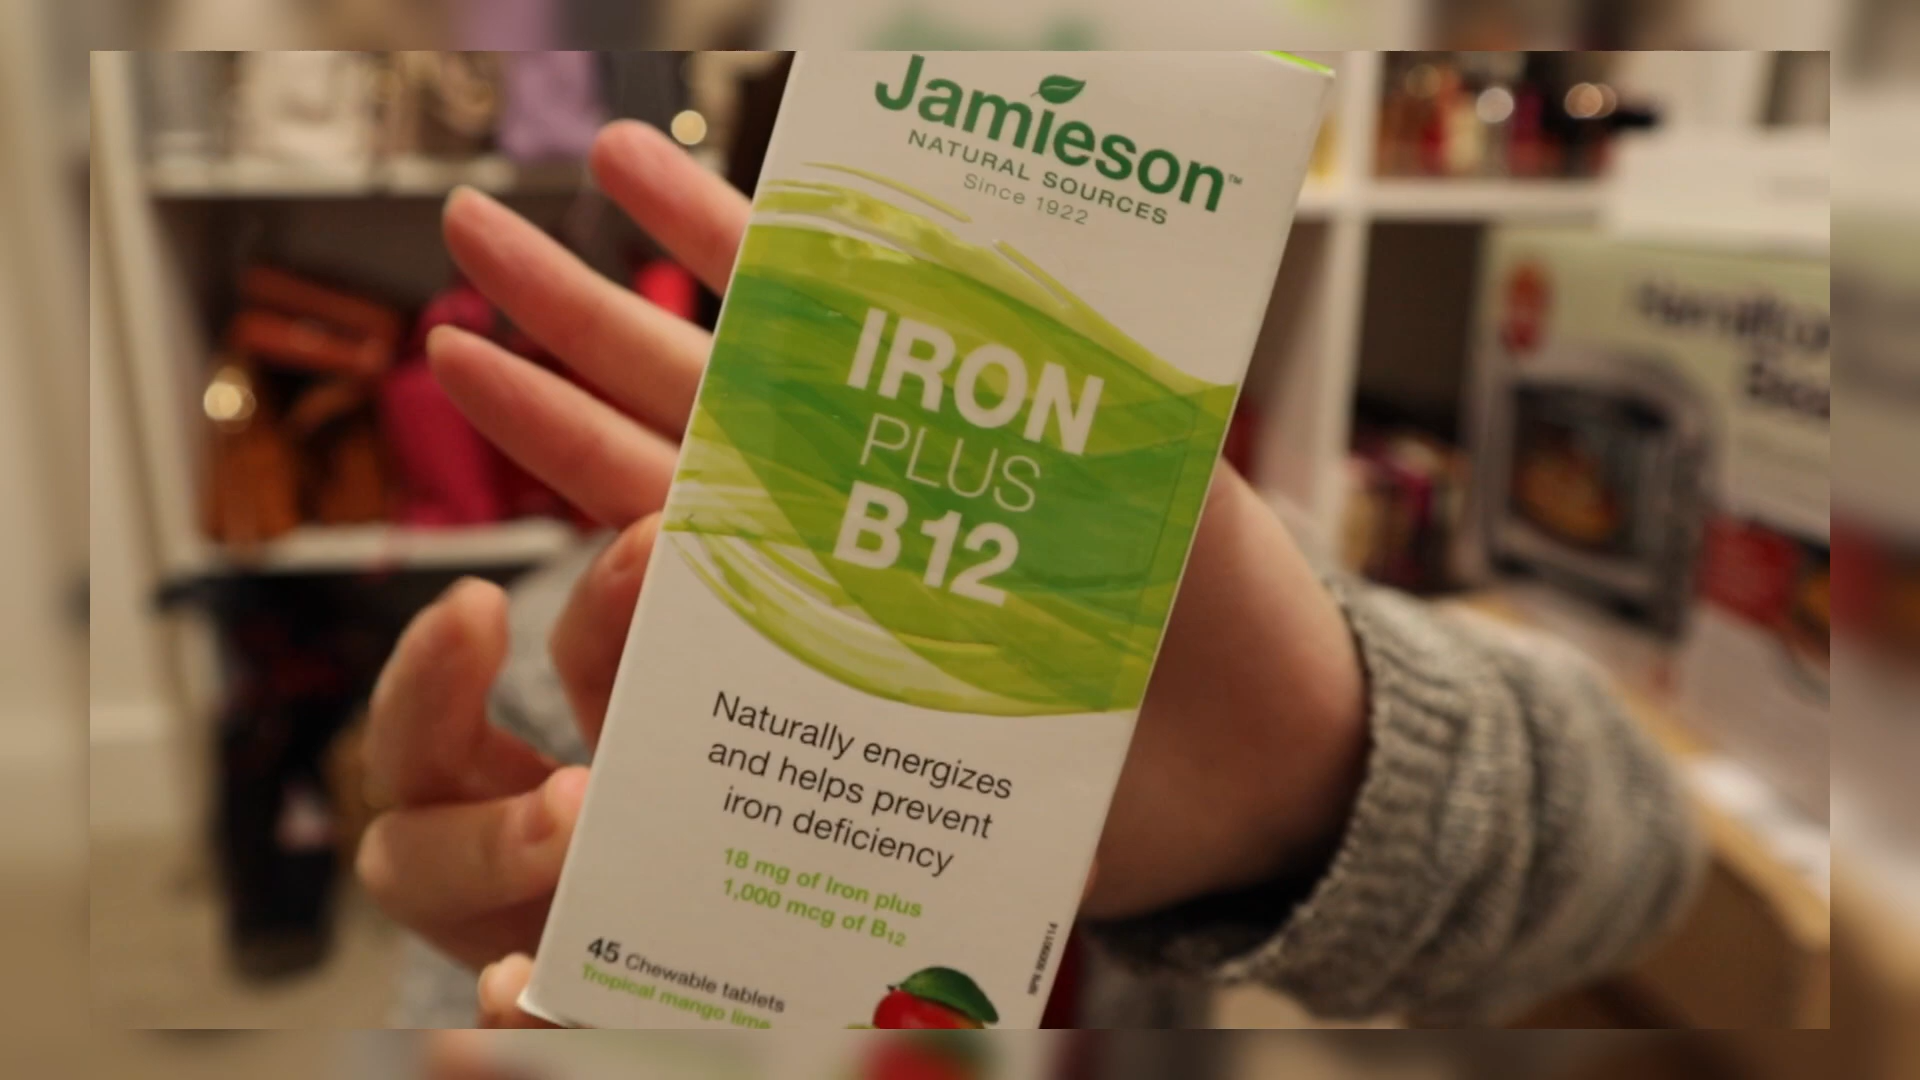 Jamieson™
NATURAL SOURCES
Since 1922
IRON
PLUS
B12
Naturally energizes
and helps prevent
iron deficiency
18 mg of Iron plus
1,000 mcg of B12
45 Chewable tablets
Tropical mango lime